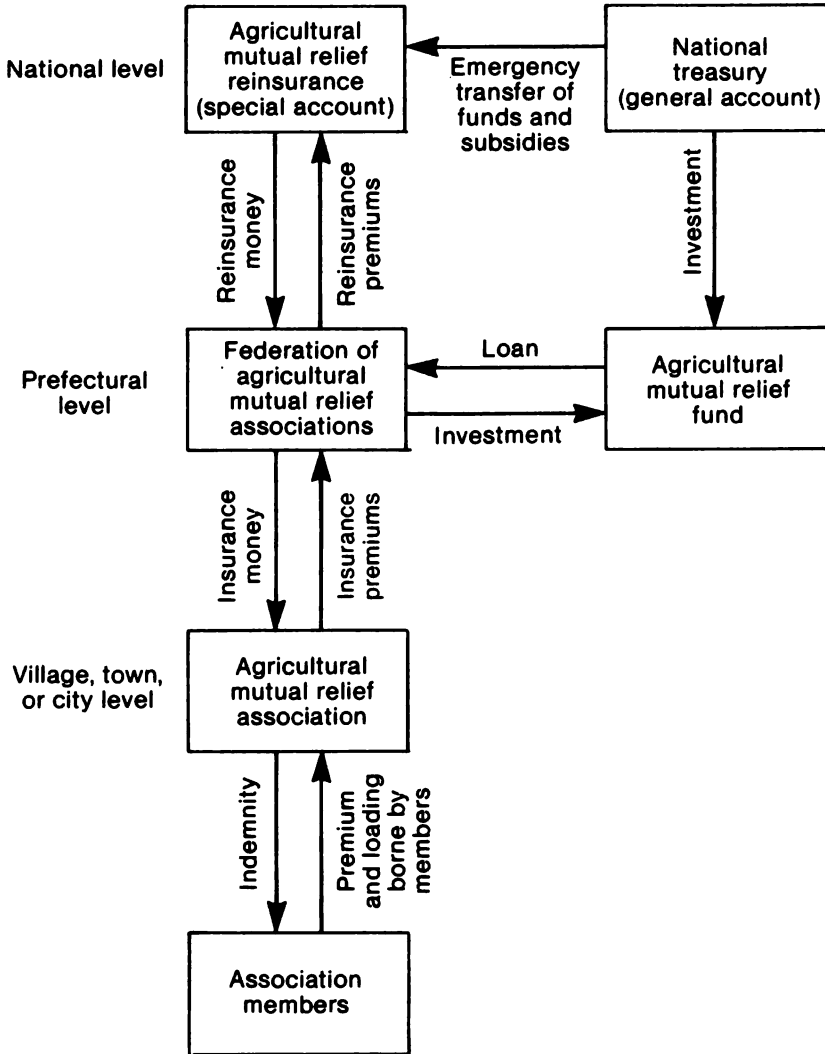 National level
Agricultural
mutual relief
reinsurance
(special account)
Emergency
transfer of
funds and
subsidies
National
treasury
(general account)
Reinsurance
money
Reinsurance
premiums
Investment
Prefectural
level
Federation of
agricultural
mutual relief
associations
Loan
Investment
Agricultural
mutual relief
fund
Insurance
money
Insurance
premiums
Village, town,
or city level
Agricultural
mutual relief
association
Indemnity
Premium
and loading
borne by
members
Association
members